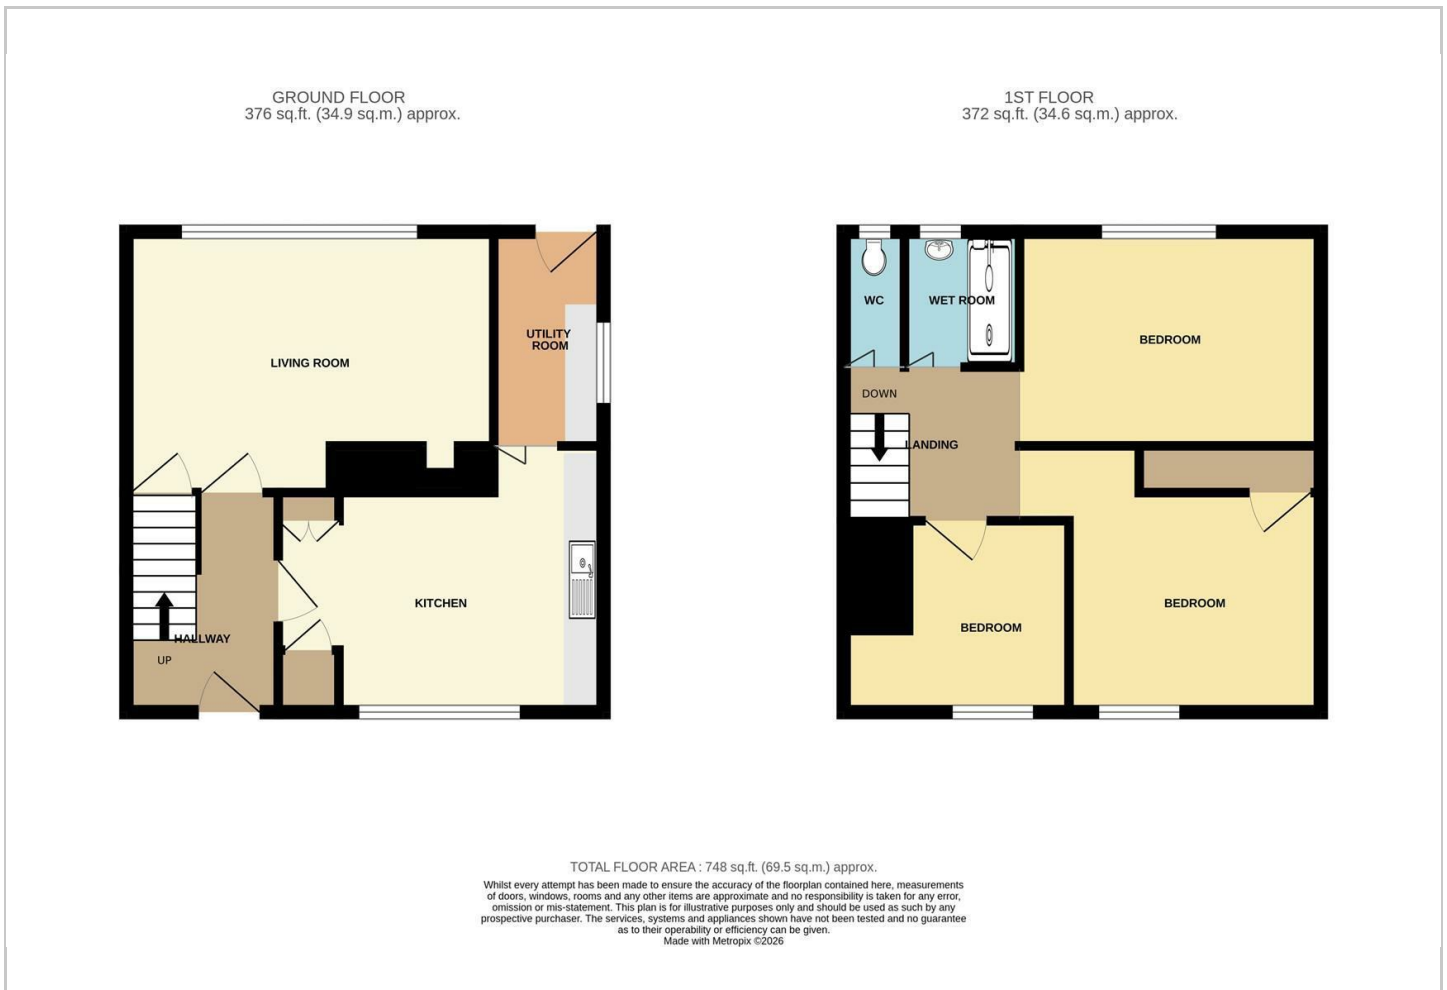 GROUND FLOOR
376 sq.ft. (34.9 sq.m.) approx.
1ST FLOOR
372 sq.ft. (34.6 sq.m.) approx.
LIVING ROOM
UTILITY
ROOM
KITCHEN
HALLWAY
UP
WC
WET ROOM
BEDROOM
DOWN
LANDING
BEDROOM
BEDROOM
TOTAL FLOOR AREA : 748 sq.ft. (69.5 sq.m.) approx.
Whilst every attempt has been made to ensure the accuracy of the floorplan contained here, measurements
of doors, windows, rooms and any other items are approximate and no responsibility is taken for any error,
omission or mis-statement. This plan is for illustrative purposes only and should be used as such by any
prospective purchaser. The services, systems and appliances shown have not been tested and no guarantee
as to their operability or efficiency can be given.
Made with Metropix ©2026